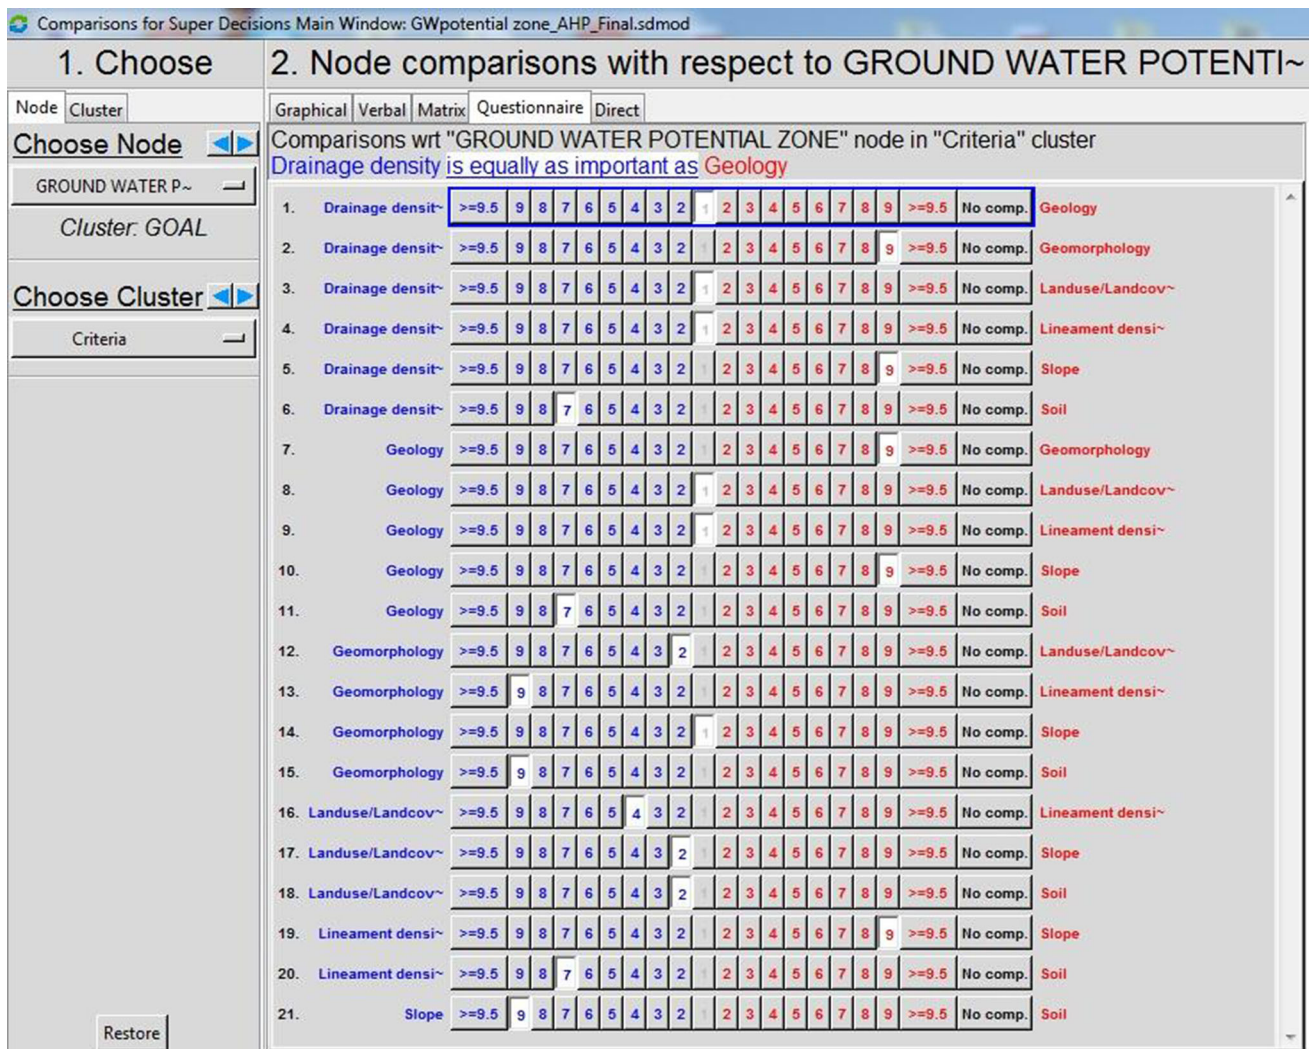 Comparisons for Super Decisions Main Window: GWpotential zone_AHP_Final.sdmod
1. Choose
2. Node comparisons with respect to GROUND WATER POTENTI~
Node Cluster
Graphical Verbal Matrix Questionnaire Direct
Choose Node
GROUND WATER P~
Cluster: GOAL
Choose Cluster
Criteria
Restore
Comparisons wrt "GROUND WATER POTENTIAL ZONE" node in "Criteria" cluster
Drainage density is equally as important as Geology
1. Drainage densit~ >=9.5 9 8 7 6 5 4 3 2 1 2 3 4 5 6 7 8 9 >=9.5 No comp. Geology
2. Drainage densit~ >=9.5 9 8 7 6 5 4 3 2 1 2 3 4 5 6 7 8 9 >=9.5 No comp. Geomorphology
3. Drainage densit~ >=9.5 9 8 7 6 5 4 3 2 1 2 3 4 5 6 7 8 9 >=9.5 No comp. Landuse/Landcov~
4. Drainage densit~ >=9.5 9 8 7 6 5 4 3 2 1 2 3 4 5 6 7 8 9 >=9.5 No comp. Lineament densi~
5. Drainage densit~ >=9.5 9 8 7 6 5 4 3 2 1 2 3 4 5 6 7 8 9 >=9.5 No comp. Slope
6. Drainage densit~ >=9.5 9 8 7 6 5 4 3 2 1 2 3 4 5 6 7 8 9 >=9.5 No comp. Soil
7. Geology >=9.5 9 8 7 6 5 4 3 2 1 2 3 4 5 6 7 8 9 >=9.5 No comp. Geomorphology
8. Geology >=9.5 9 8 7 6 5 4 3 2 1 2 3 4 5 6 7 8 9 >=9.5 No comp. Landuse/Landcov~
9. Geology >=9.5 9 8 7 6 5 4 3 2 1 2 3 4 5 6 7 8 9 >=9.5 No comp. Lineament densi~
10. Geology >=9.5 9 8 7 6 5 4 3 2 1 2 3 4 5 6 7 8 9 >=9.5 No comp. Slope
11. Geology >=9.5 9 8 7 6 5 4 3 2 1 2 3 4 5 6 7 8 9 >=9.5 No comp. Soil
12. Geomorphology >=9.5 9 8 7 6 5 4 3 2 1 2 3 4 5 6 7 8 9 >=9.5 No comp. Landuse/Landcov~
13. Geomorphology >=9.5 9 8 7 6 5 4 3 2 1 2 3 4 5 6 7 8 9 >=9.5 No comp. Lineament densi~
14. Geomorphology >=9.5 9 8 7 6 5 4 3 2 1 2 3 4 5 6 7 8 9 >=9.5 No comp. Slope
15. Geomorphology >=9.5 9 8 7 6 5 4 3 2 1 2 3 4 5 6 7 8 9 >=9.5 No comp. Soil
16. Landuse/Landcov~ >=9.5 9 8 7 6 5 4 3 2 1 2 3 4 5 6 7 8 9 >=9.5 No comp. Lineament densi~
17. Landuse/Landcov~ >=9.5 9 8 7 6 5 4 3 2 1 2 3 4 5 6 7 8 9 >=9.5 No comp. Slope
18. Landuse/Landcov~ >=9.5 9 8 7 6 5 4 3 2 1 2 3 4 5 6 7 8 9 >=9.5 No comp. Soil
19. Lineament densi~ >=9.5 9 8 7 6 5 4 3 2 1 2 3 4 5 6 7 8 9 >=9.5 No comp. Slope
20. Lineament densi~ >=9.5 9 8 7 6 5 4 3 2 1 2 3 4 5 6 7 8 9 >=9.5 No comp. Soil
21. Slope >=9.5 9 8 7 6 5 4 3 2 1 2 3 4 5 6 7 8 9 >=9.5 No comp. Soil